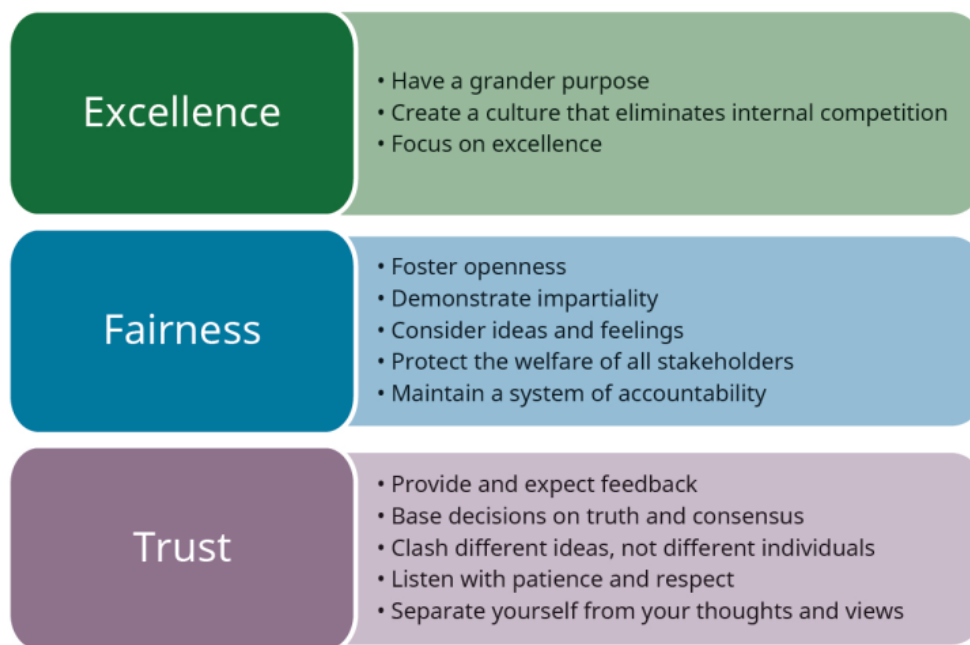 Excellence
• Have a grander purpose
• Create a culture that eliminates internal competition
• Focus on excellence
Fairness
• Foster openness
• Demonstrate impartiality
• Consider ideas and feelings
• Protect the welfare of all stakeholders
• Maintain a system of accountability
Trust
• Provide and expect feedback
• Base decisions on truth and consensus
• Clash different ideas, not different individuals
• Listen with patience and respect
• Separate yourself from your thoughts and views